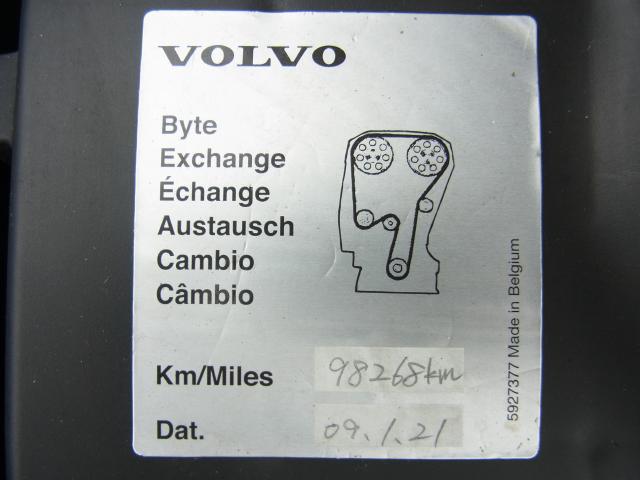 VOLVO
Byte
Exchange
Échange
Austausch
Cambio
Câmbio
Km/Miles 98268km
Dat. 09.1.21
5927377 Made in Belgium